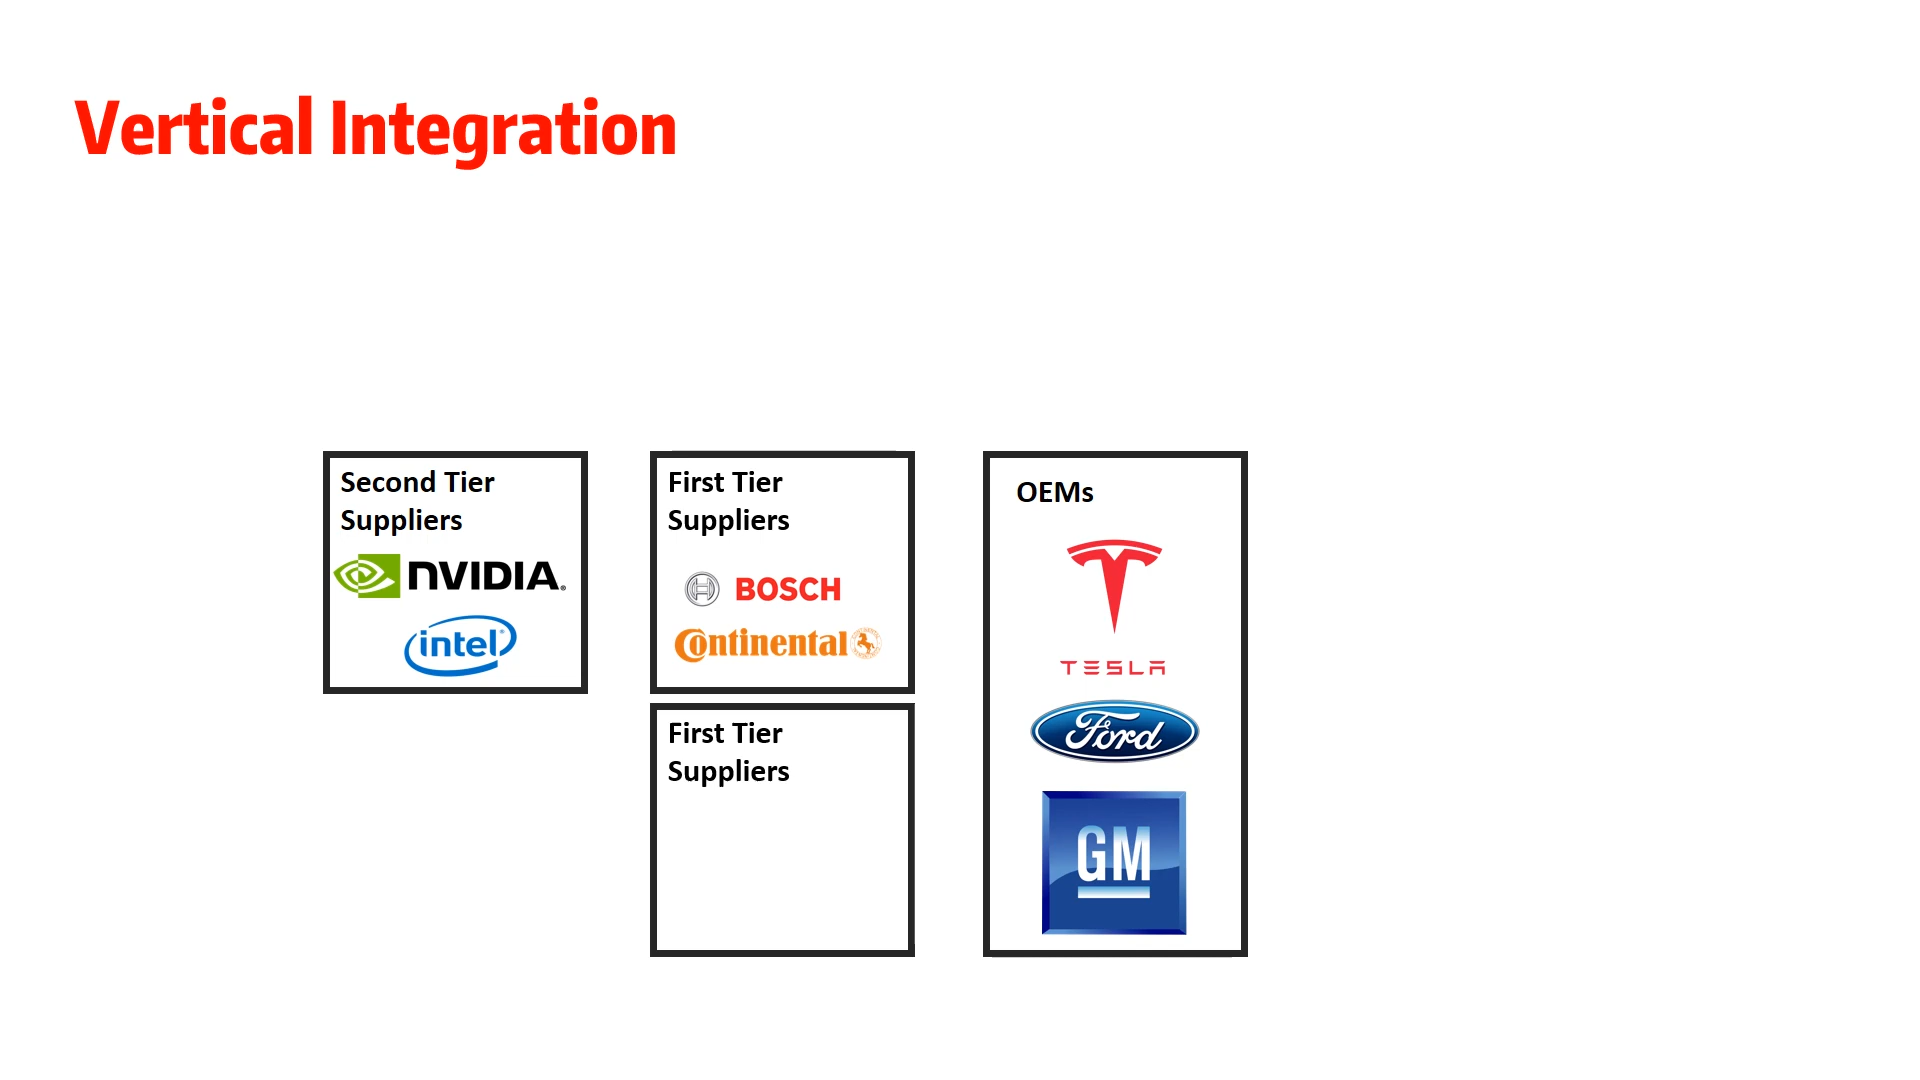 Vertical Integration
Second Tier
Suppliers
NVIDIA
intel
First Tier
Suppliers
BOSCH
Continental
First Tier
Suppliers
OEMs
TESLA
Ford
GM